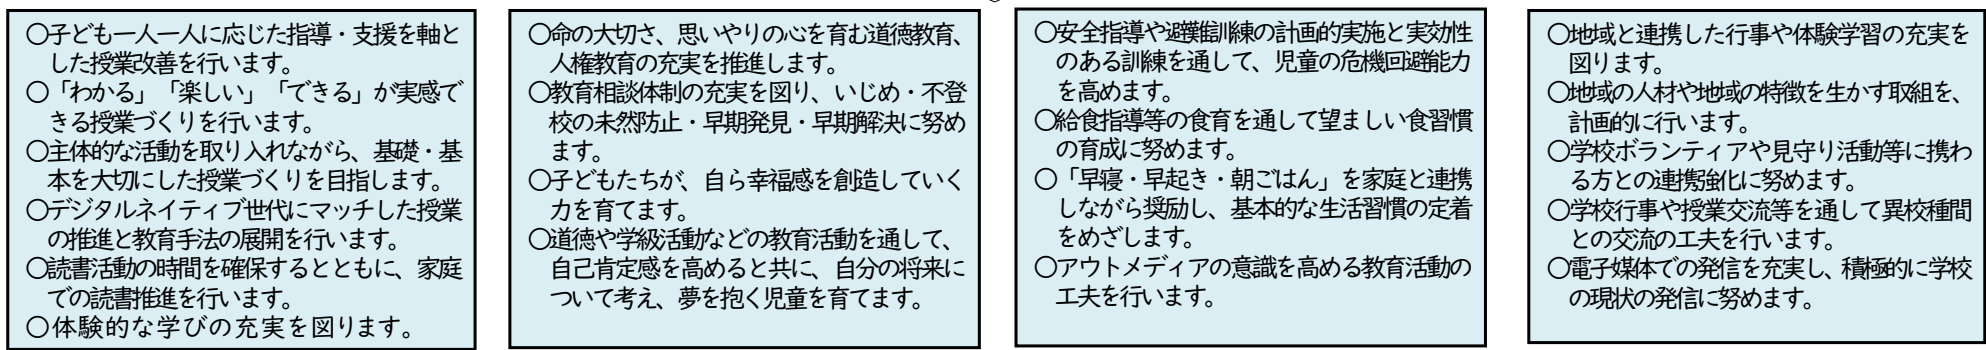 ○子ども一人一人に応じた指導・支援を軸と
した授業改善を行います。
○「わかる」「楽しい」「できる」が実感で
きる授業づくりを行います。
○主体的な活動を取り入れながら、基礎・基
本を大切にした授業づくりを目指します。
○デジタルネイティブ世代にマッチした授業
の推進と教育手法の展開を行います。
○読書活動の時間を確保するとともに、家庭
での読書推進を行います。
○体験的な学びの充実を図ります。
○命の大切さ、思いやりの心を育む道徳教育、
人権教育の充実を推進します。
○教育相談体制の充実を図り、いじめ・不登
校の未然防止・早期発見・早期解決に努め
ます。
○子どもたちが、自ら幸福感を創造していく
力を育てます。
○道徳や学級活動などの教育活動を通して、
自己肯定感を高めると共に、自分の将来に
ついて考え、夢を抱く児童を育てます。
○安全指導や避難訓練の計画的実施と実効性
のある訓練を通して、児童の危機回避能力
を高めます。
○給食指導等の食育を通して望ましい食習慣
の育成に努めます。
○「早寝・早起き・朝ごはん」を家庭と連携
しながら奨励し、基本的な生活習慣の定着
をめざします。
○アウトメディアの意識を高める教育活動の
工夫を行います。
○地域と連携した行事や体験学習の充実を
図ります。
○地域の人材や地域の特徴を生かす取組を、
計画的に行います。
○学校ボランティアや見守り活動等に携わ
る方との連携強化に努めます。
○学校行事や授業交流等を通して異校種間
との交流の工夫を行います。
○電子媒体での発信を充実し、積極的に学校
の現状の発信に努めます。